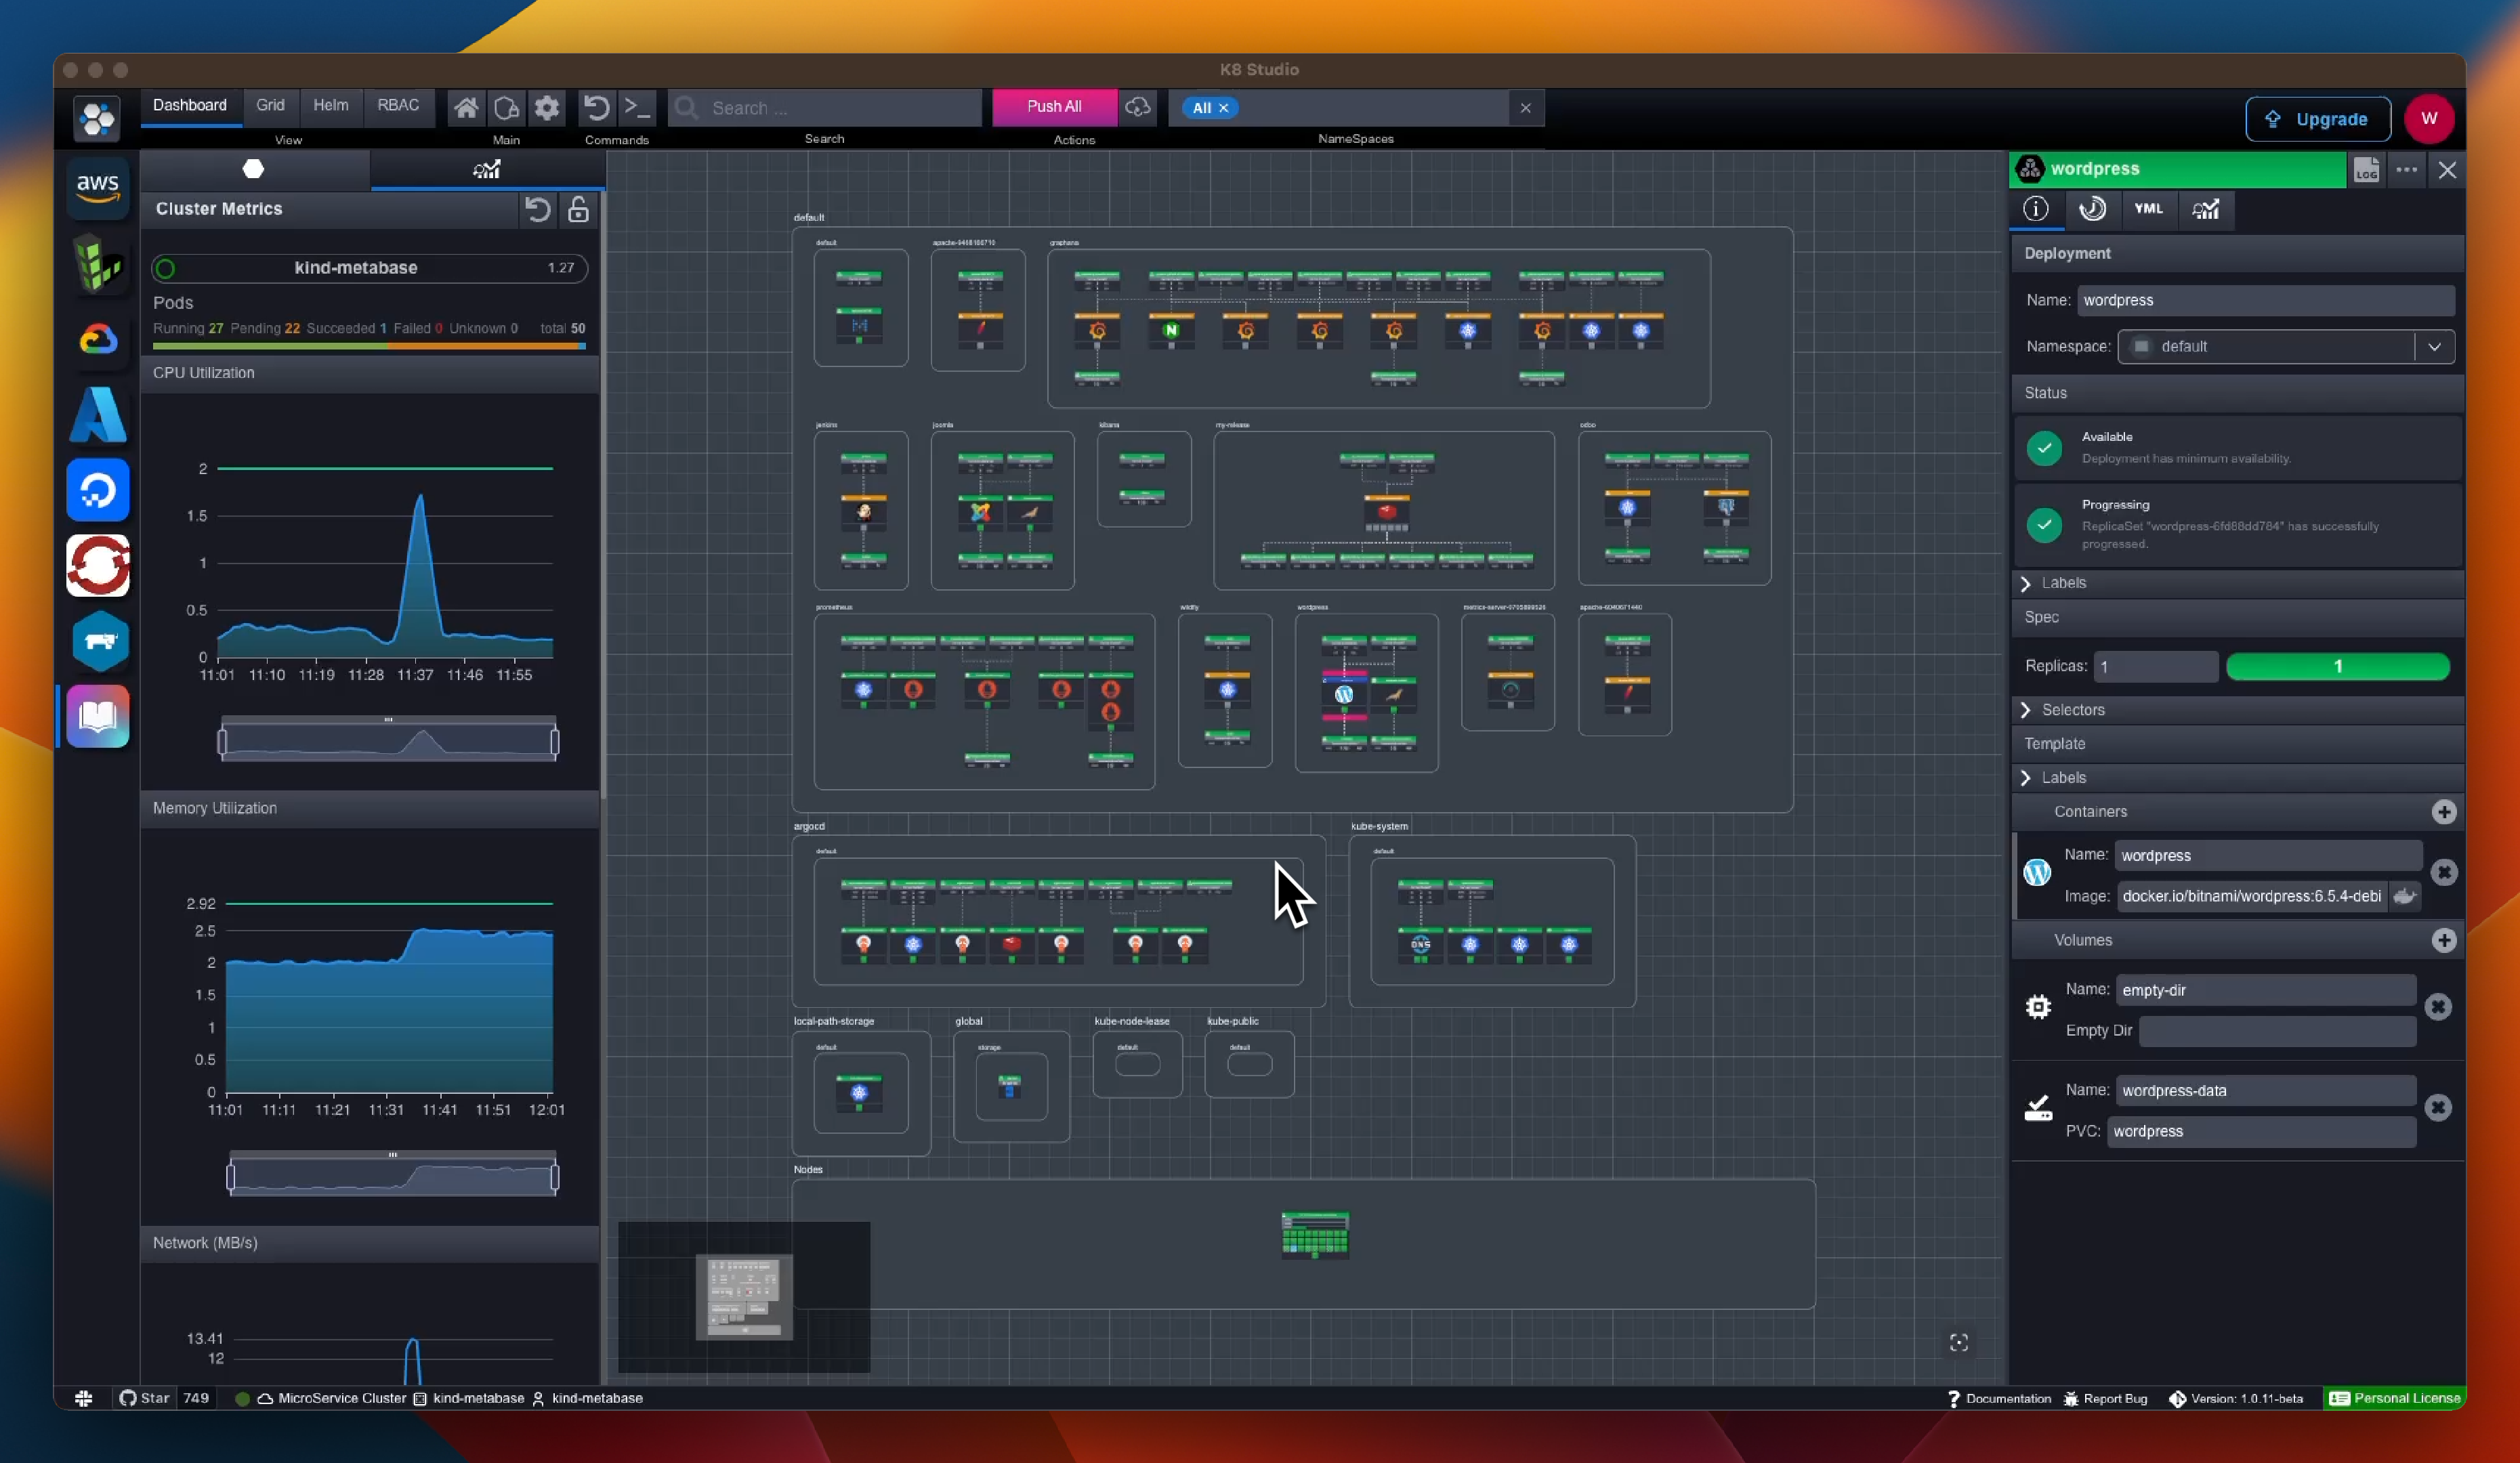 K8 Studio
Dashboard Grid Helm RBAC
Search ...
Push All
All ×
Upgrade
W
View Main Commands Search Actions NameSpaces
aws
Cluster Metrics
kind-metabase 1.27
Pods
Running 27 Pending 22 Succeeded 1 Failed 0 Unknown 0 total 50
CPU Utilization
2
1.5
1
0.5
0
11:01 11:10 11:19 11:28 11:37 11:46 11:55
Memory Utilization
2.92
2.5
2
1.5
1
0.5
0
11:01 11:11 11:21 11:31 11:41 11:51 12:01
Network (MB/s)
13.41
12
default
default
graphana
jenkins
joomla
kibana
my-release
odoo
prometheus
wildfly
wordpress
argocd
default
kube-system
default
DNS
local-path-storage
default
global
storage
kube-node-lease
default
kube-public
default
Nodes
wordpress
LOG
YML
Deployment
Name: wordpress
Namespace: default
Status
Available
Deployment has minimum availability.
Progressing
ReplicaSet "wordpress-6fd88dd784" has successfully
progressed.
Labels
Spec
Replicas: 1 1
Selectors
Template
Labels
Containers
Name: wordpress
Image: docker.io/bitnami/wordpress:6.5.4-debi
Volumes
Name: empty-dir
Empty Dir
Name: wordpress-data
PVC: wordpress
Star 749 MicroService Cluster kind-metabase kind-metabase
Documentation Report Bug Version: 1.0.11-beta Personal License